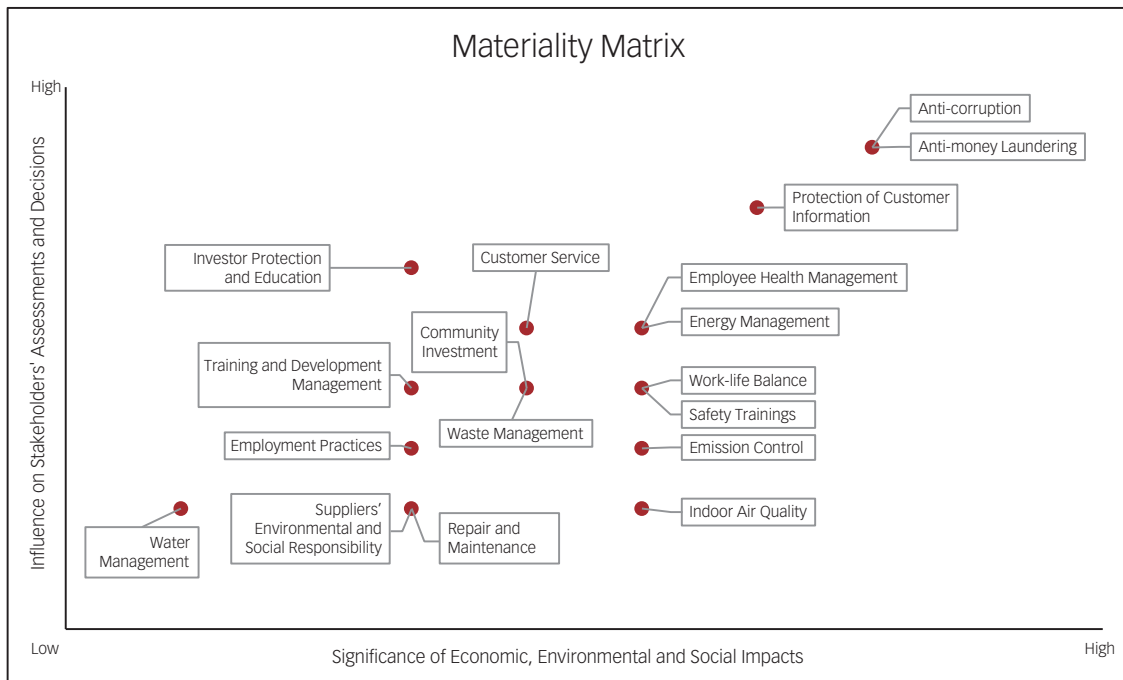 Materiality Matrix
High
Influence on Stakeholders' Assessments and Decisions
Anti-corruption
Anti-money Laundering
Protection of Customer
Information
Investor Protection
and Education
Customer Service
Employee Health Management
Energy Management
Community
Investment
Training and Development
Management
Work-life Balance
Safety Trainings
Waste Management
Employment Practices
Emission Control
Suppliers'
Environmental and
Social Responsibility
Repair and
Maintenance
Indoor Air Quality
Water
Management
Low
Significance of Economic, Environmental and Social Impacts
High